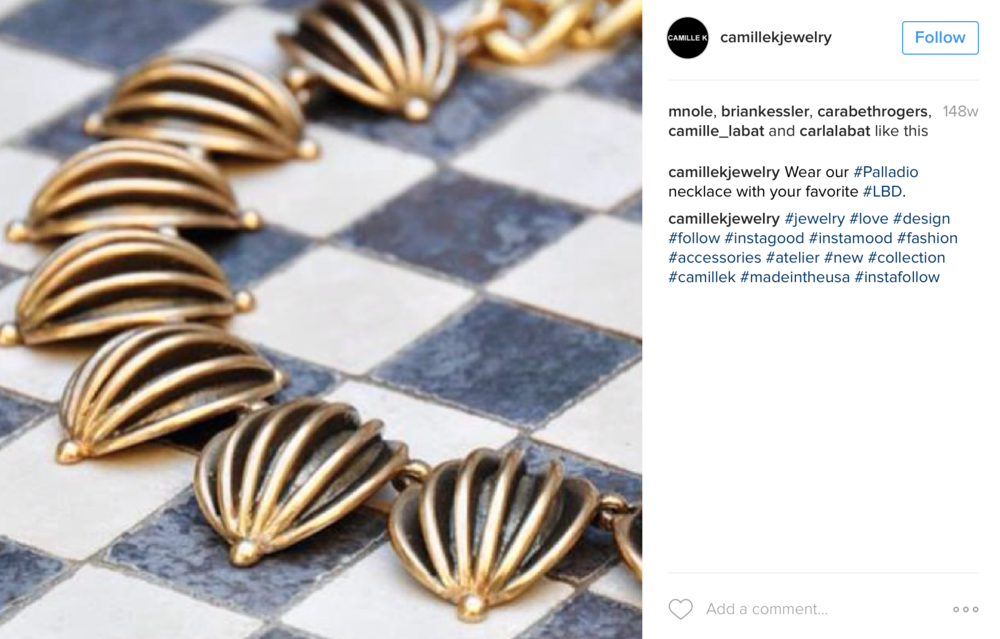 CAMILLE K
camillekjewelry
Follow
mnole, briankessler, carabethrogers, 148w
camille_labat and carlalabat like this
camillekjewelry Wear our #Palladio
necklace with your favorite #LBD.
camillekjewelry #jewelry #love #design
#follow #instagood #instamood #fashion
#accessories #atelier #new #collection
#camillek #madeintheusa #instafollow
Add a comment...